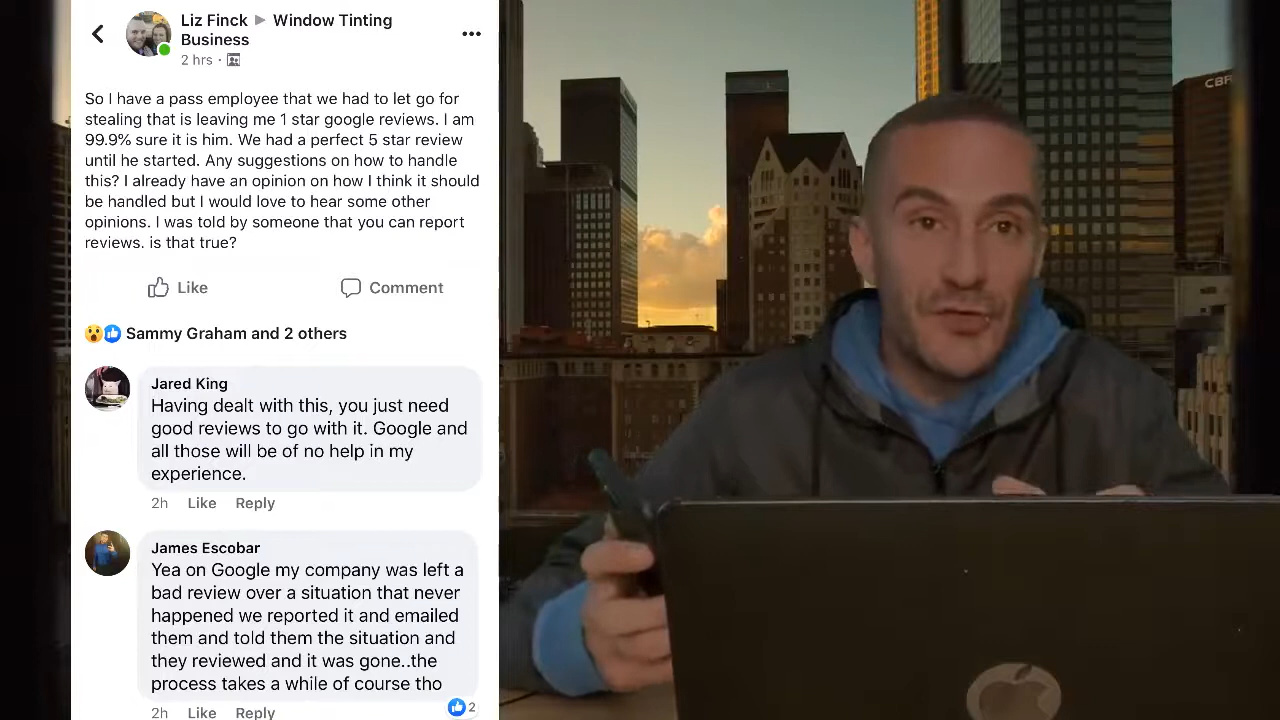 Liz Finck ▶ Window Tinting
Business
2 hrs ·
So I have a pass employee that we had to let go for
stealing that is leaving me 1 star google reviews. I am
99.9% sure it is him. We had a perfect 5 star review
until he started. Any suggestions on how to handle
this? I already have an opinion on how I think it should
be handled but I would love to hear some other
opinions. I was told by someone that you can report
reviews. is that true?
Like Comment
Sammy Graham and 2 others
Jared King
Having dealt with this, you just need
good reviews to go with it. Google and
all those will be of no help in my
experience.
2h Like Reply
James Escobar
Yea on Google my company was left a
bad review over a situation that never
happened we reported it and emailed
them and told them the situation and
they reviewed and it was gone..the
process takes a while of course tho
2
2h Like Reply
CBR